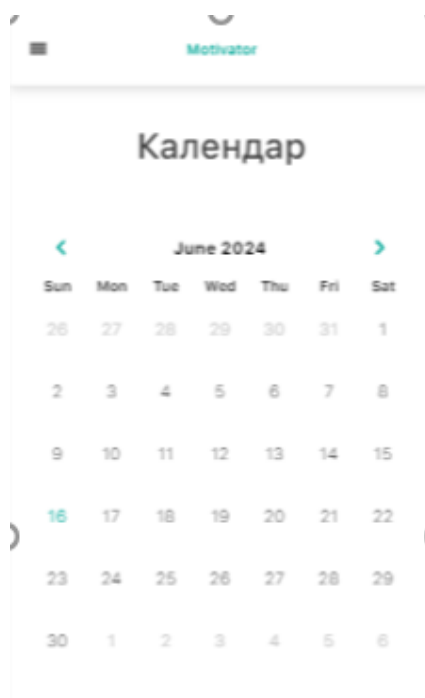 Motivator
Календар
June 2024
Sun Mon Tue Wed Thu Fri Sat
26 27 28 29 30 31 1
2 3 4 5 6 7 8
9 10 11 12 13 14 15
16 17 18 19 20 21 22
23 24 25 26 27 28 29
30 1 2 3 4 5 6